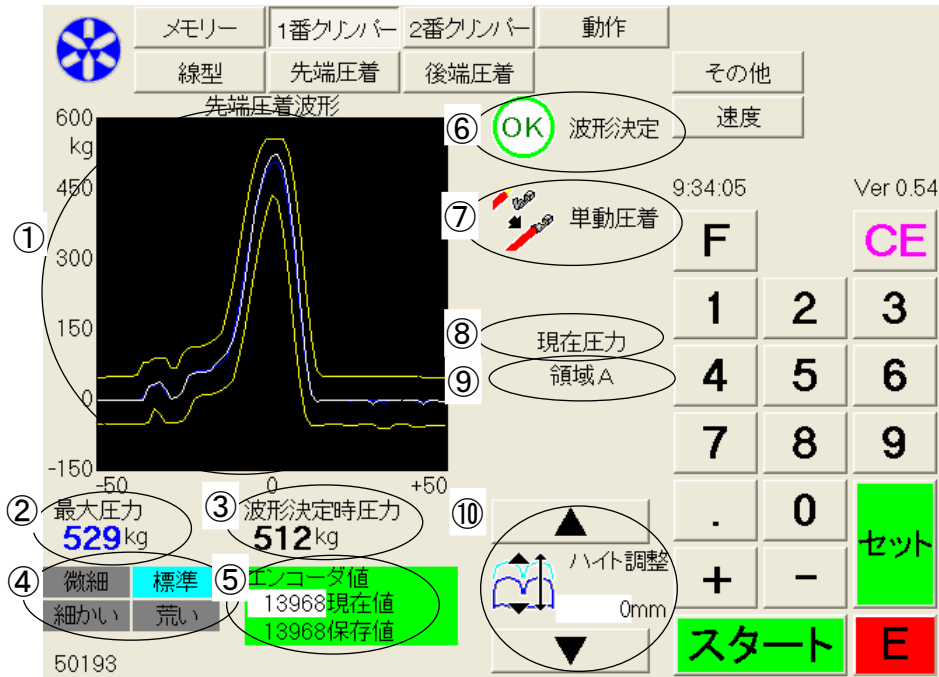 メモリー 1番クリンパー 2番クリンパー 動作
線型 先端圧着 後端圧着 その他
速度
先端圧着波形
600
kg
450
300
150
0
-150
-50 0 +50
①
⑥ OK 波形決定
⑦ 単動圧着
⑧ 現在圧力
⑨ 領域A
② 最大圧力
529kg
③ 波形決定時圧力
512kg
④ 微細 標準
細かい 荒い
⑤ エンコーダ値
13968現在値
13968保存値
⑩ ▲
ハイト調整
0mm
▼
50193
9:34:05 Ver 0.54
F CE
1 2 3
4 5 6
7 8 9
. 0 セット
+ −
スタート E